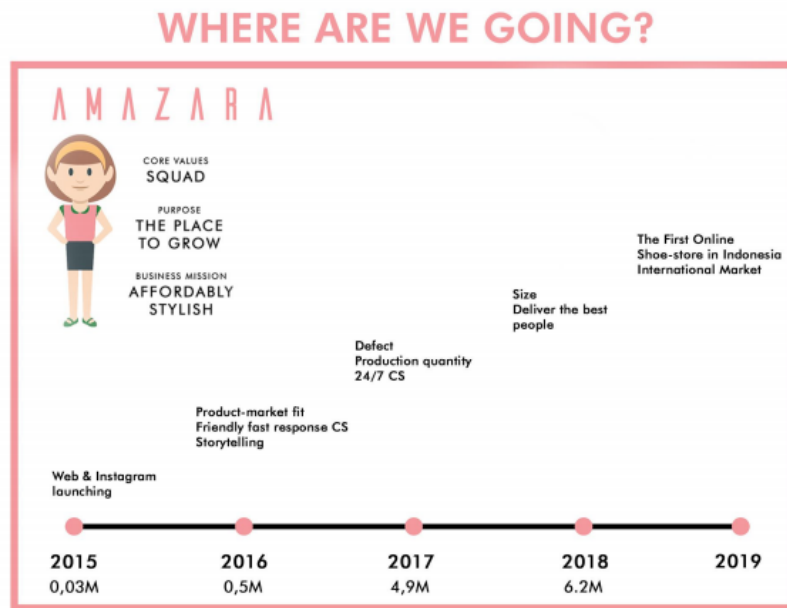 WHERE ARE WE GOING?
AMAZARA
CORE VALUES
SQUAD
PURPOSE
THE PLACE
TO GROW
BUSINESS MISSION
AFFORDABLY
STYLISH
The First Online
Shoe-store in Indonesia
International Market
Size
Deliver the best
people
Defect
Production quantity
24/7 CS
Product-market fit
Friendly fast response CS
Storytelling
Web & Instagram
launching
2015 2016 2017 2018 2019
0,03M 0,5M 4,9M 6.2M